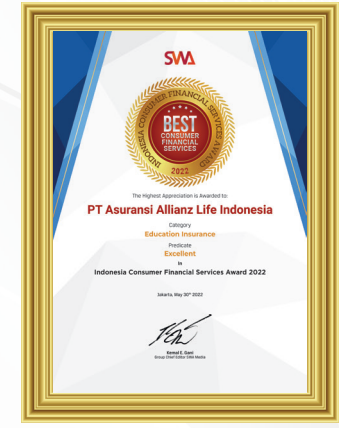 SWA
INDONESIA CONSUMER FINANCIAL SERVICES AWARD
BEST
CONSUMER
FINANCIAL
SERVICES
2022
The Highest Appreciation is Awarded to:
PT Asuransi Allianz Life Indonesia
Category
Education Insurance
Predicate
Excellent
in
Indonesia Consumer Financial Services Award 2022
Jakarta, May 30th 2022
Kemal E. Gani
Group Chief Editor SWA Media